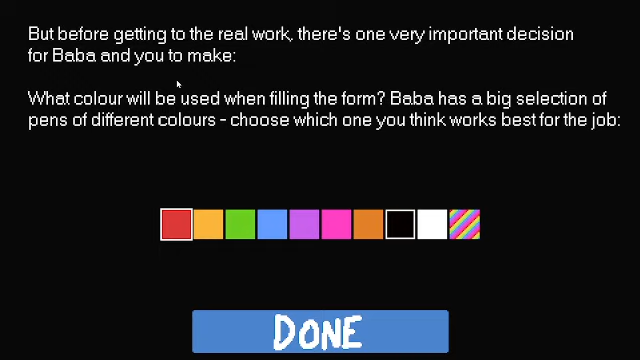 But before getting to the real work, there's one very important decision
for Baba and you to make:
What colour will be used when filling the form? Baba has a big selection of
pens of different colours - choose which one you think works best for the job:
DONE